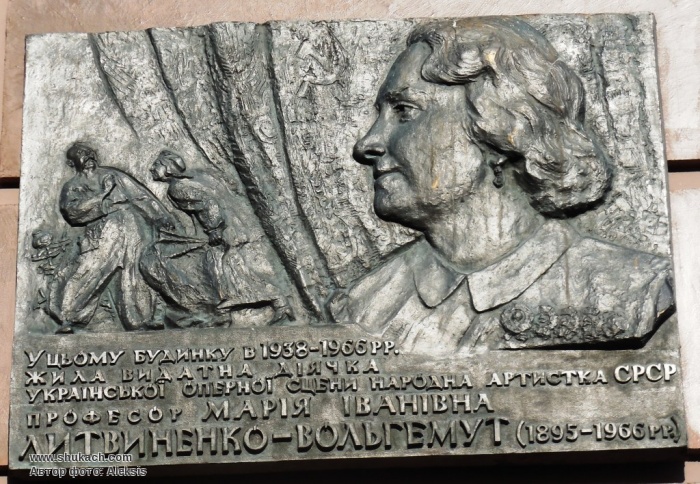 У ЦЬОМУ БУДИНКУ В 1938-1966 РР.
ЖИЛА ВИДАТНА ДІЯЧКА
УКРАЇНСЬКОЇ ОПЕРНОЇ СЦЕНИ НАРОДНА АРТИСТКА СРСР
ПРОФЕСОР МАРІЯ ІВАНІВНА
ЛИТВИНЕНКО-ВОЛЬГЕМУТ (1895-1966 РР.)
www.shukach.com
Автор фото: Aleksis